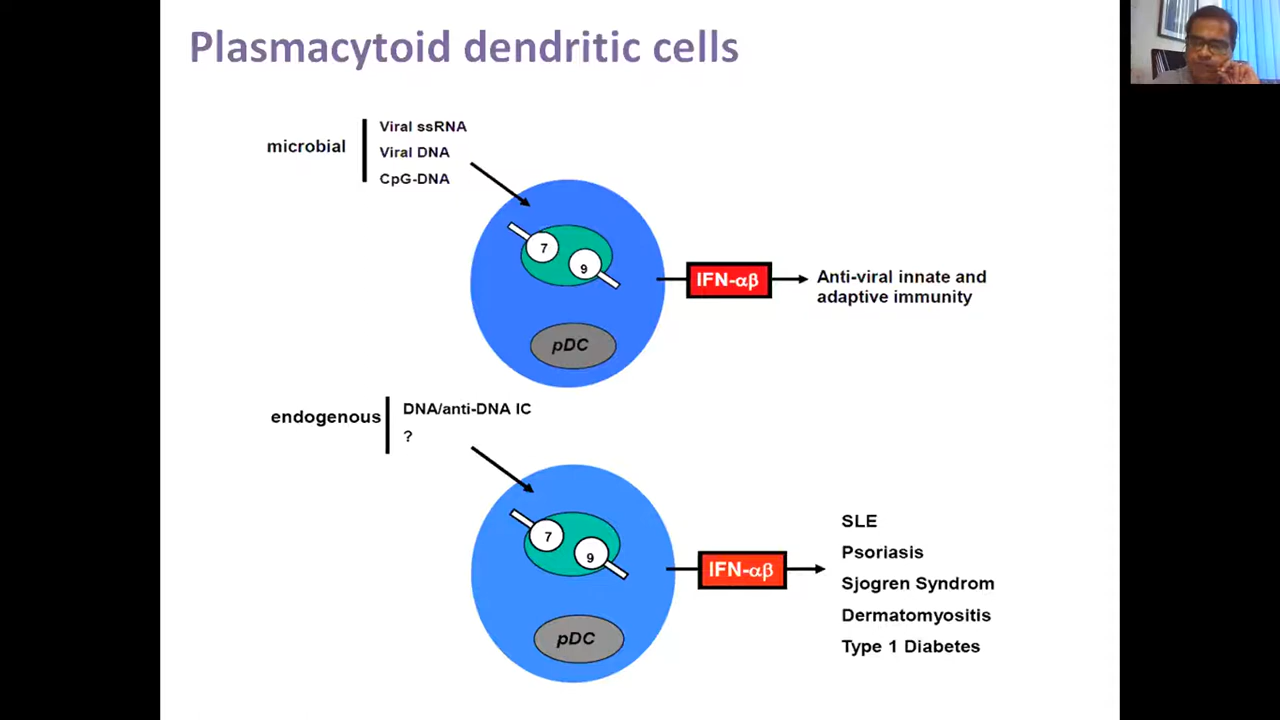 Plasmacytoid dendritic cells
microbial
Viral ssRNA
Viral DNA
CpG-DNA
7
9
pDC
IFN-αβ
Anti-viral innate and
adaptive immunity
endogenous
DNA/anti-DNA IC
?
7
9
pDC
IFN-αβ
SLE
Psoriasis
Sjogren Syndrom
Dermatomyositis
Type 1 Diabetes